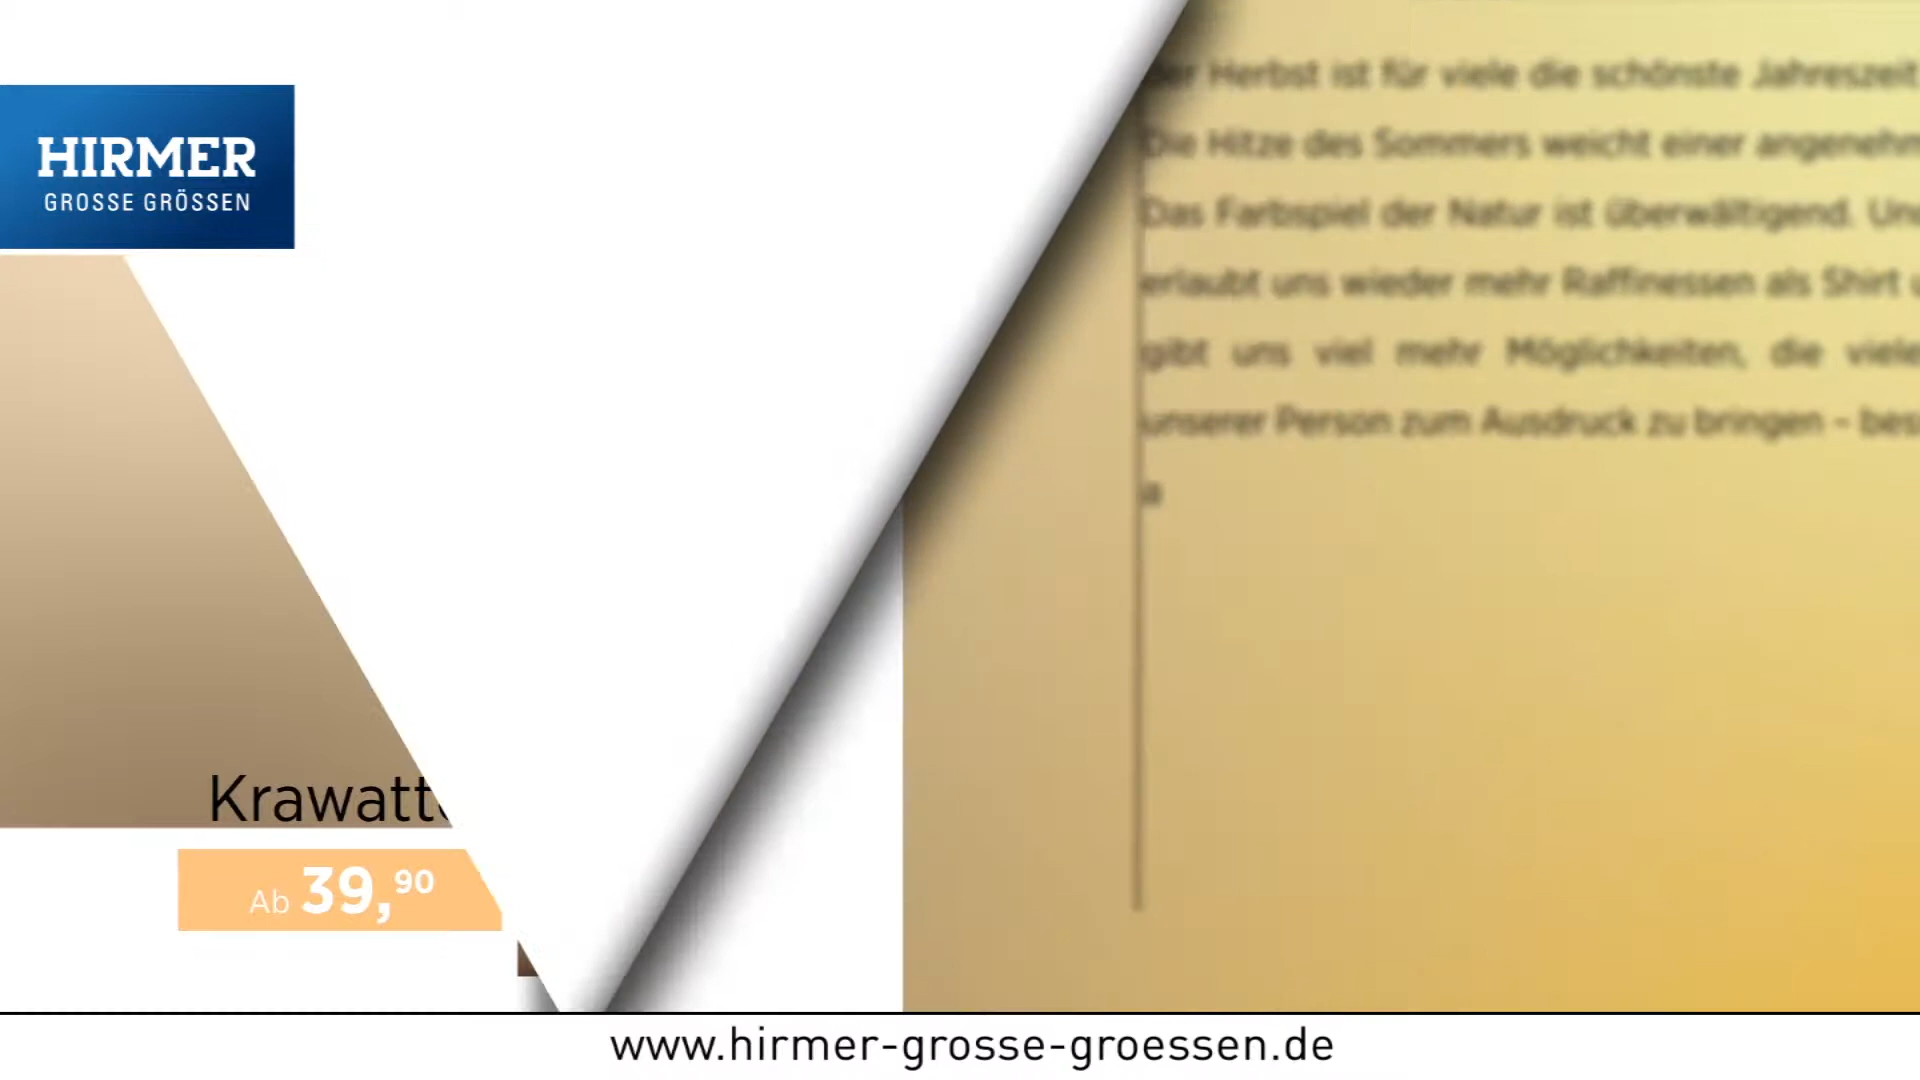 HIRMER
GROSSE GRÖSSEN
Herbst ist für viele die schönste Jahreszeit
Die Hitze des Sommers weicht einer
Das Farbspiel der Natur ist überwältigend.
erlaubt uns wieder mehr Raffinessen als Shirt
gibt uns viel mehr Möglichkeiten, die
unserer Person zum Ausdruck zu bringen –
a
Ab 39,90
www.hirmer-grosse-groessen.de